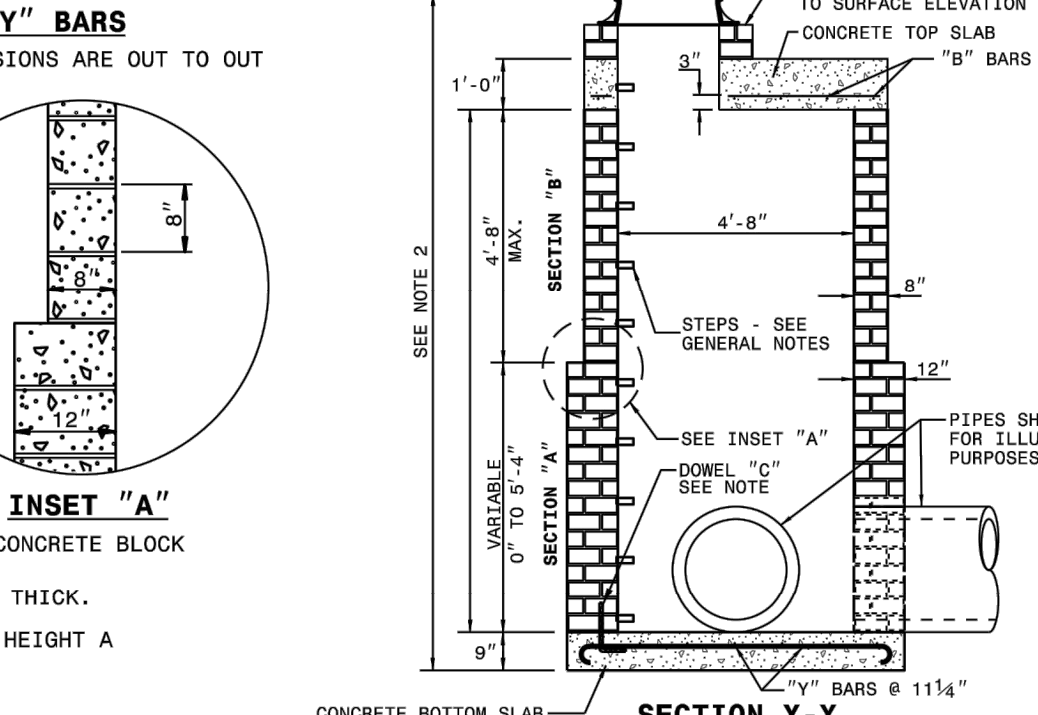 Y" BARS
SIONS ARE OUT TO OUT
8"
8"
12"
INSET "A"
CONCRETE BLOCK
THICK.
HEIGHT A
TO SURFACE ELEVATION
CONCRETE TOP SLAB
"B" BARS
3"
1'-0"
SEE NOTE 2
4'-8"
MAX.
SECTION "B"
4'-8"
8"
STEPS - SEE
GENERAL NOTES
12"
SEE INSET "A"
PIPES SH
FOR ILLU
PURPOSES
DOWEL "C"
SEE NOTE
VARIABLE
0" TO 5'-4"
SECTION "A"
9"
"Y" BARS @ 11¼"
CONCRETE BOTTOM SLAB
SECTION X-X